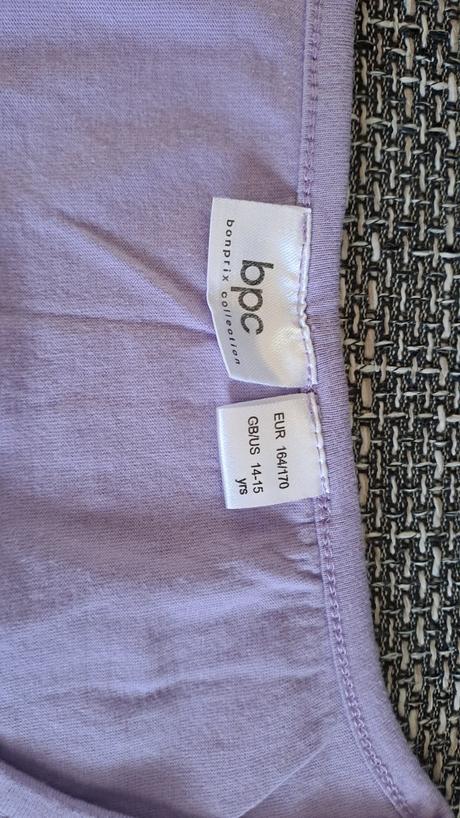 bpc
bonprix collection
EUR 164/170
GB/US 14-15
yrs